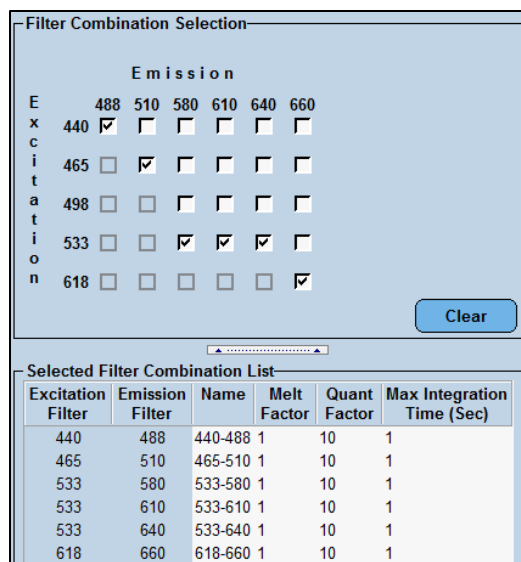 Filter Combination Selection
Emission
Excitation
488 510 580 610 640 660
440
465
498
533
618
Clear
Selected Filter Combination List
Excitation Filter Emission Filter Name Melt Factor Quant Factor Max Integration Time (Sec)
440 488 440-488 1 10 1
465 510 465-510 1 10 1
533 580 533-580 1 10 1
533 610 533-610 1 10 1
533 640 533-640 1 10 1
618 660 618-660 1 10 1